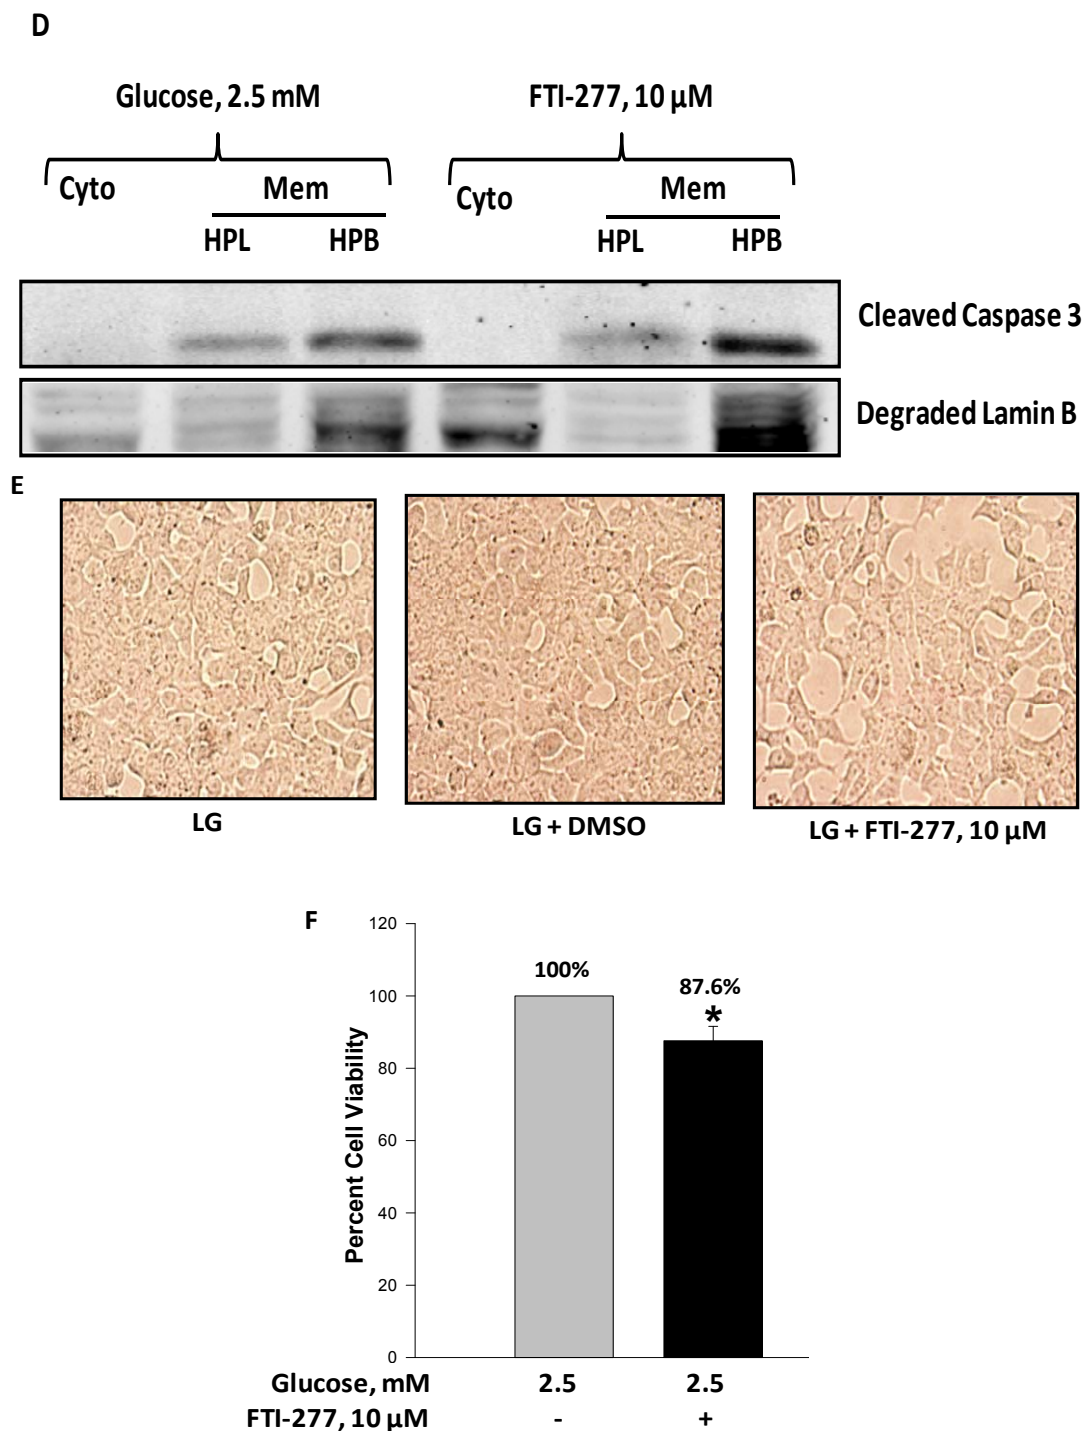 D
Glucose, 2.5 mM FTI-277, 10 µM
Cyto Mem Cyto Mem
HPL HPB HPL HPB
Cleaved Caspase 3
Degraded Lamin B
E
LG LG + DMSO LG + FTI-277, 10 µM
F
120
100% 87.6%
*
100
80
60
40
20
0
Percent Cell Viability
Glucose, mM 2.5 2.5
FTI-277, 10 µM - +